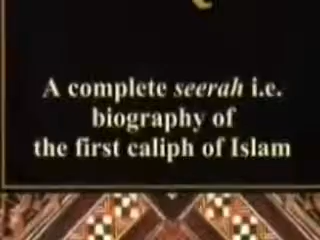 A complete seerah i.e.
biography of
the first caliph of Islam